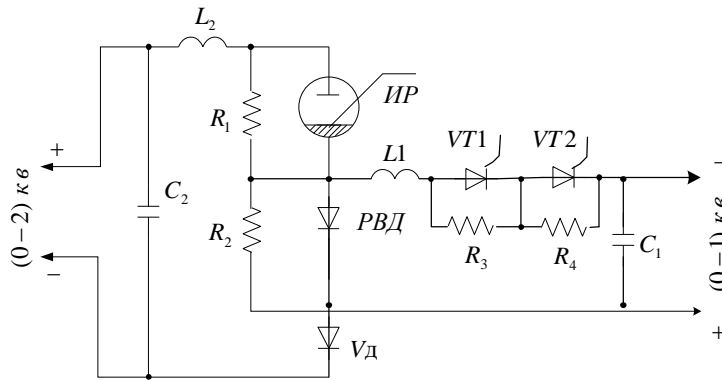 L₂
ИР
R₁
VT1
VT2
L1
+
−
(0−2) кв
C₂
R₂
РВД
R₃
R₄
C₁
(0−1) кв
−
+
Vд